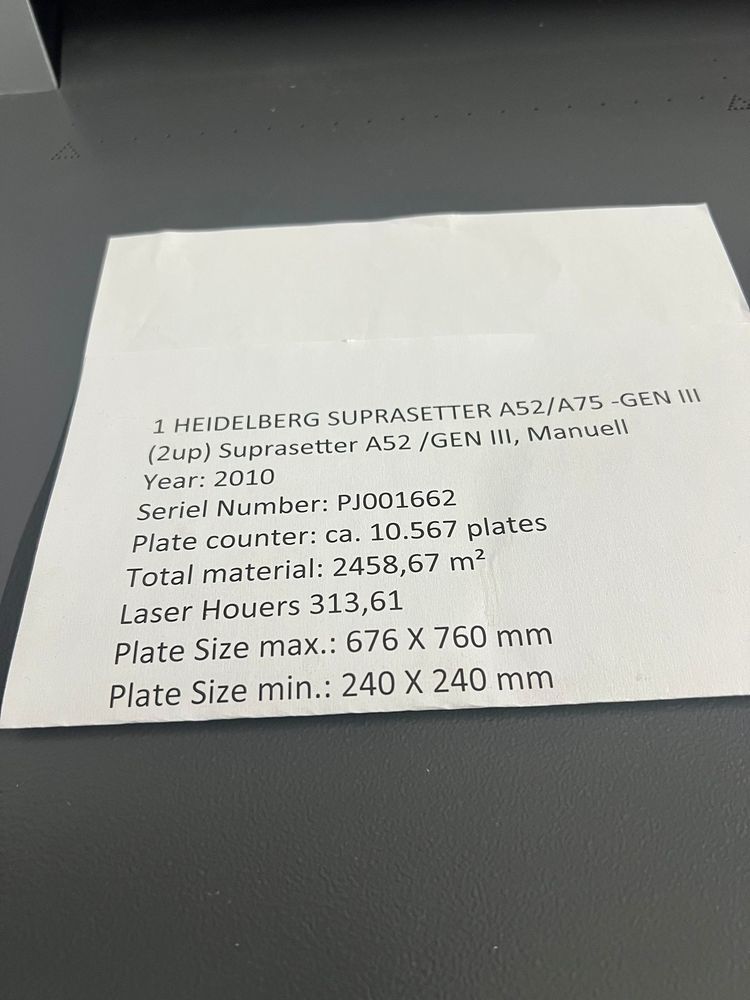 1 HEIDELBERG SUPRASETTER A52/A75 -GEN III
(2up) Suprasetter A52 /GEN III, Manuell
Year: 2010
Seriel Number: PJ001662
Plate counter: ca. 10.567 plates
Total material: 2458,67 m²
Laser Houers 313,61
Plate Size max.: 676 X 760 mm
Plate Size min.: 240 X 240 mm